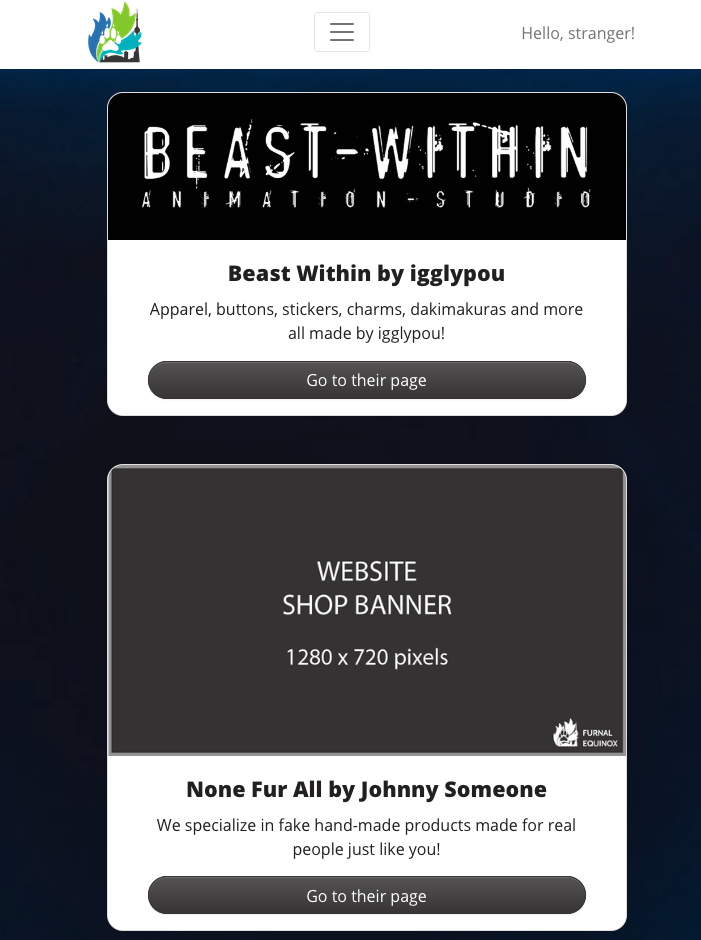 Hello, stranger!
BEAST-WITHIN
ANIMATION-STUDIO
Beast Within by igglypou
Apparel, buttons, stickers, charms, dakimakuras and more
all made by igglypou!
Go to their page
WEBSITE
SHOP BANNER
1280 x 720 pixels
FURNAL
EQUINOX
None Fur All by Johnny Someone
We specialize in fake hand-made products made for real
people just like you!
Go to their page